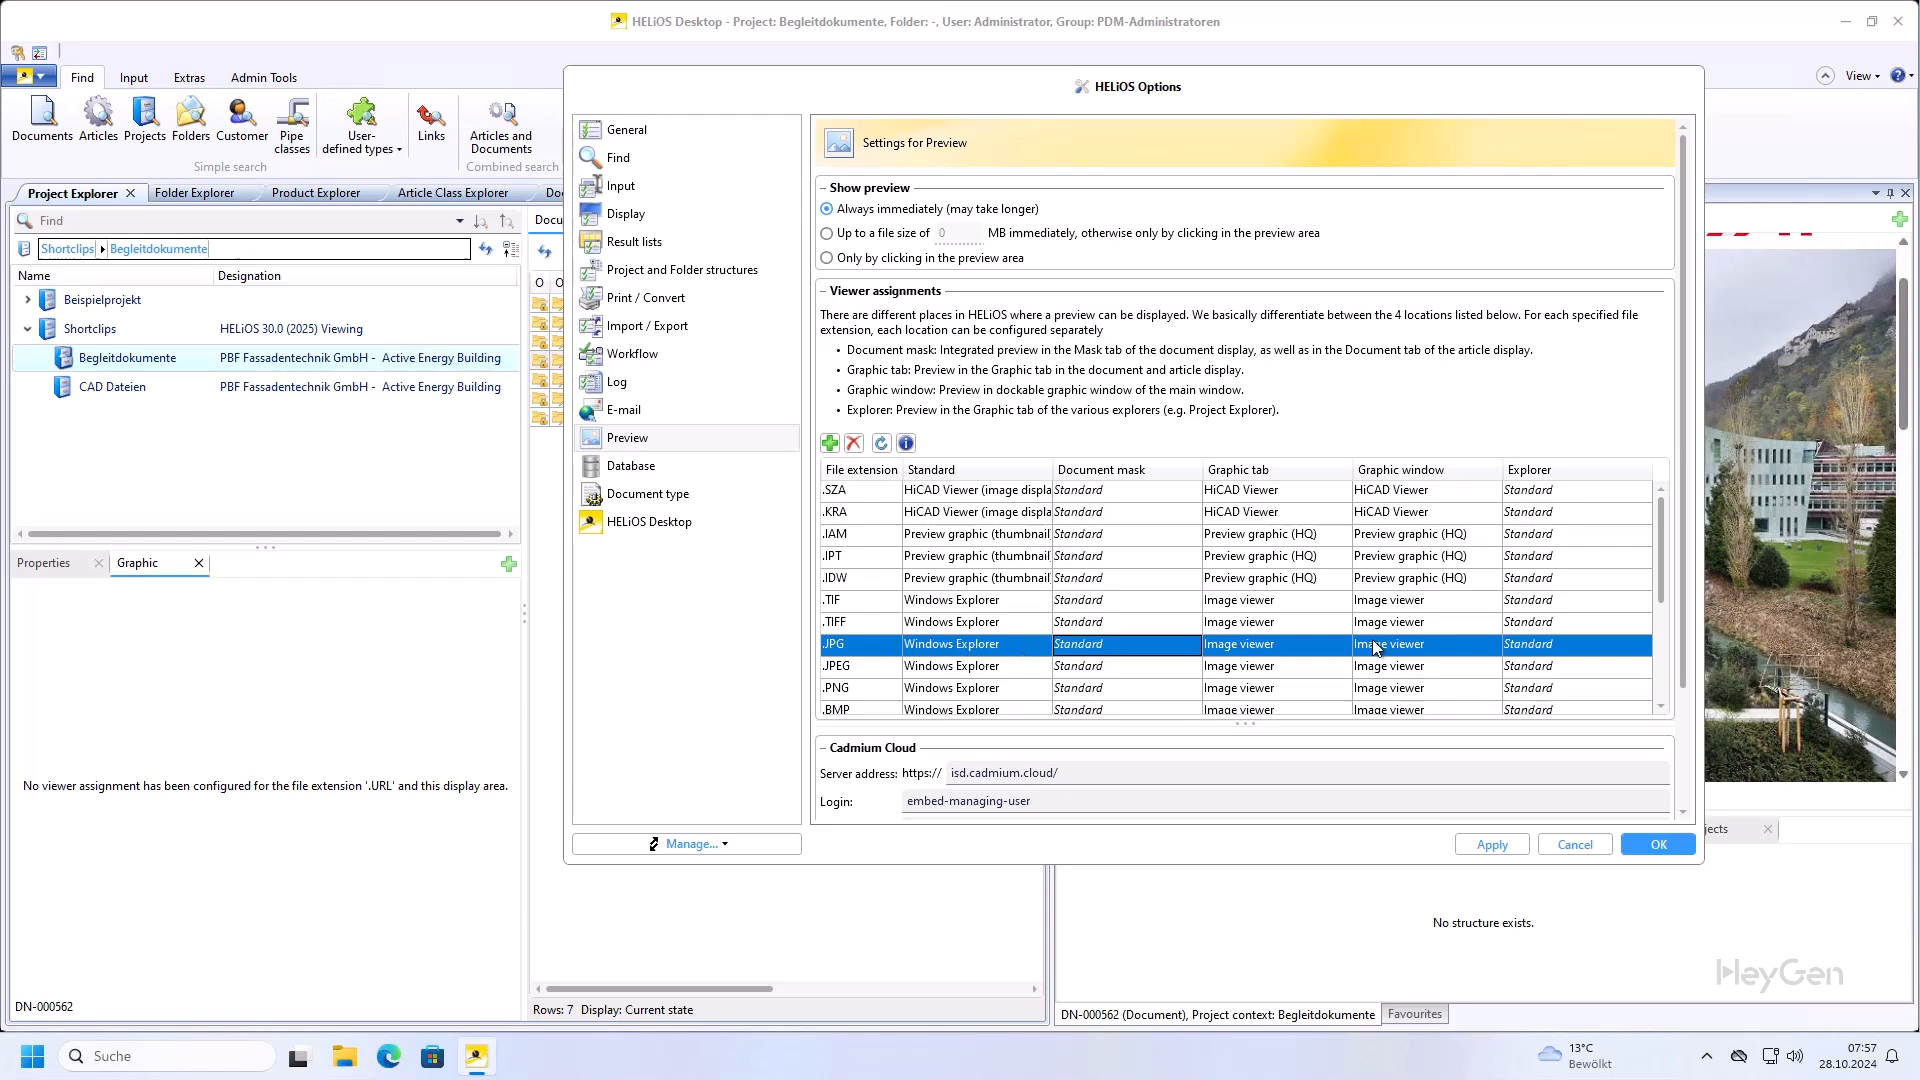 HELiOS Desktop - Project: Begleitdokumente, Folder: -, User: Administrator, Group: PDM-Administratoren
Find
Input
Extras
Admin Tools
View
Documents
Articles
Projects
Folders
Customer
Pipe classes
User-defined types
Links
Articles and Documents
Simple search
Combined search
Project Explorer
Folder Explorer
Product Explorer
Article Class Explorer
Find
Docu
Shortclips
Begleitdokumente
Name
Designation
O
Beispielprojekt
Shortclips
HELiOS 30.0 (2025) Viewing
Begleitdokumente
PBF Fassadentechnik GmbH - Active Energy Building
CAD Dateien
PBF Fassadentechnik GmbH - Active Energy Building
Properties
Graphic
No viewer assignment has been configured for the file extension '.URL' and this display area.
DN-000562
Rows: 7 Display: Current state
HELiOS Options
General
Find
Input
Display
Result lists
Project and Folder structures
Print / Convert
Import / Export
Workflow
Log
E-mail
Preview
Database
Document type
HELiOS Desktop
Manage...
Settings for Preview
Show preview
Always immediately (may take longer)
Up to a file size of 0 MB immediately, otherwise only by clicking in the preview area
Only by clicking in the preview area
Viewer assignments
There are different places in HELiOS where a preview can be displayed. We basically differentiate between the 4 locations listed below. For each specified file
extension, each location can be configured separately
• Document mask: Integrated preview in the Mask tab of the document display, as well as in the Document tab of the article display.
• Graphic tab: Preview in the Graphic tab in the document and article display.
• Graphic window: Preview in dockable graphic window of the main window.
• Explorer: Preview in the Graphic tab of the various explorers (e.g. Project Explorer).
File extension Standard Document mask Graphic tab Graphic window Explorer
.SZA HiCAD Viewer (image displa Standard HiCAD Viewer HiCAD Viewer Standard
.KRA HiCAD Viewer (image displa Standard HiCAD Viewer HiCAD Viewer Standard
.IAM Preview graphic (thumbnail Standard Preview graphic (HQ) Preview graphic (HQ) Standard
.IPT Preview graphic (thumbnail Standard Preview graphic (HQ) Preview graphic (HQ) Standard
.IDW Preview graphic (thumbnail Standard Preview graphic (HQ) Preview graphic (HQ) Standard
.TIF Windows Explorer Standard Image viewer Image viewer Standard
.TIFF Windows Explorer Standard Image viewer Image viewer Standard
.JPG Windows Explorer Standard Image viewer Image viewer Standard
.JPEG Windows Explorer Standard Image viewer Image viewer Standard
.PNG Windows Explorer Standard Image viewer Image viewer Standard
.BMP Windows Explorer Standard Image viewer Image viewer Standard
Cadmium Cloud
Server address: https:// isd.cadmium.cloud/
Login: embed-managing-user
Apply
Cancel
OK
jects
No structure exists.
HeyGen
DN-000562 (Document), Project context: Begleitdokumente
Favourites
Suche
13°C
Bewölkt
07:57
28.10.2024